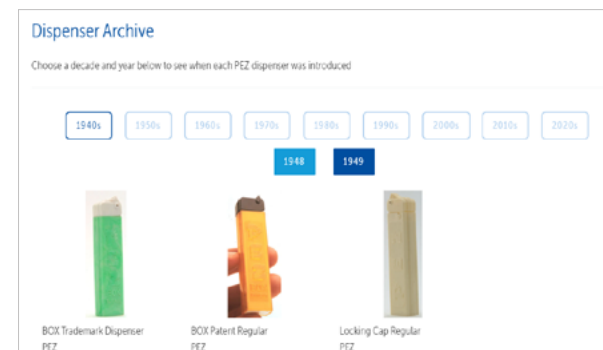 Dispenser Archive
Choose a decade and year below to see when each PEZ dispenser was introduced
1940s 1950s 1960s 1970s 1980s 1990s 2000s 2010s 2020s
1948 1949
BOX Trademark Dispenser BOX Patent Regular Locking Cap Regular
PEZ PEZ PEZ